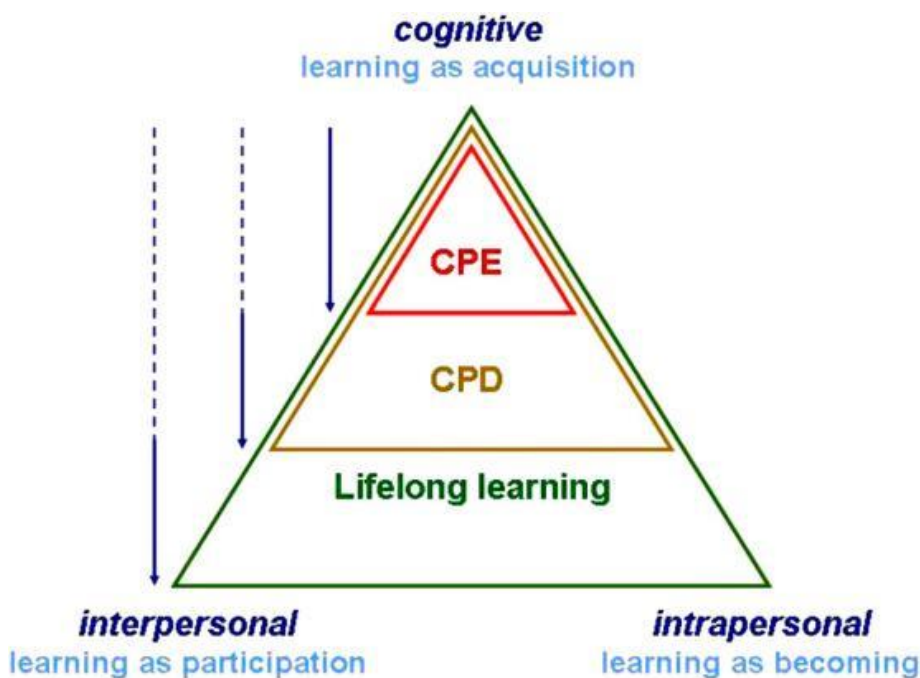 cognitive
learning as acquisition
CPE
CPD
Lifelong learning
interpersonal
learning as participation
intrapersonal
learning as becoming